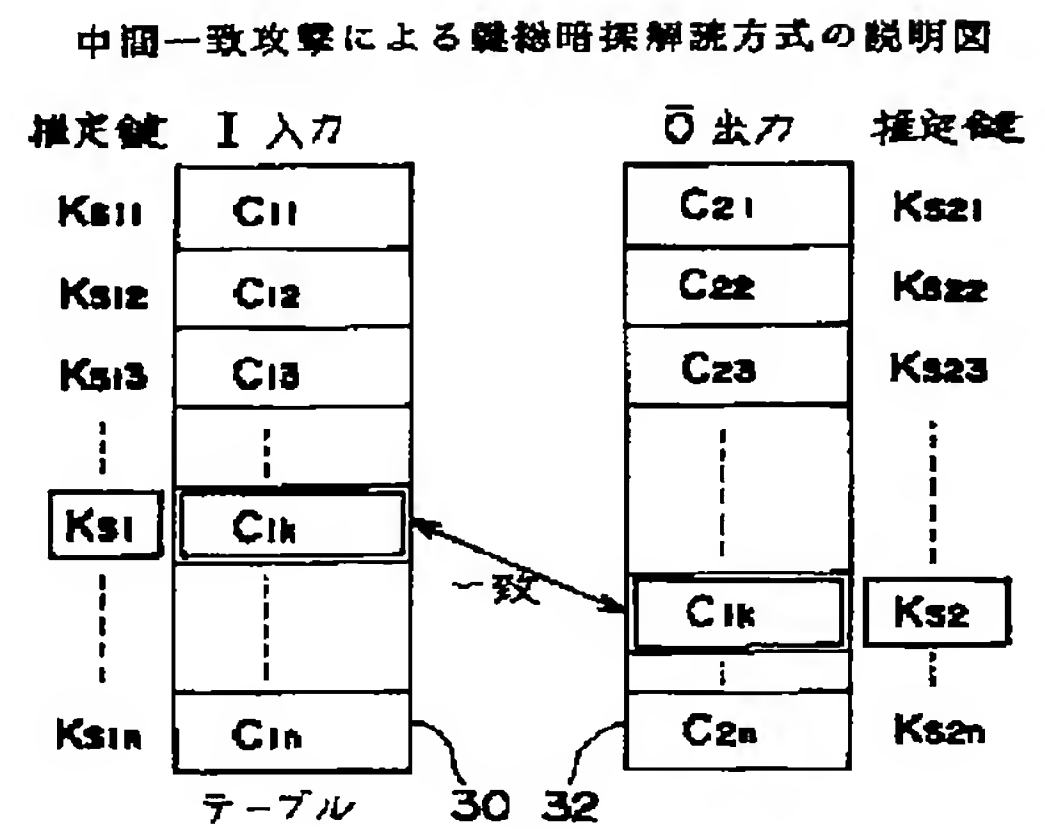 中間一致攻撃による鍵総暗探解読方式の説明図
推定鍵 I 入力 Ō 出力 推定鍵
Ks11 C11 C21 Ks21
Ks12 C12 C22 Ks22
Ks13 C13 C23 Ks23
Ks1 C1k
一致
C1k Ks2
Ks1n C1n C2n Ks2n
テーブル 30 32